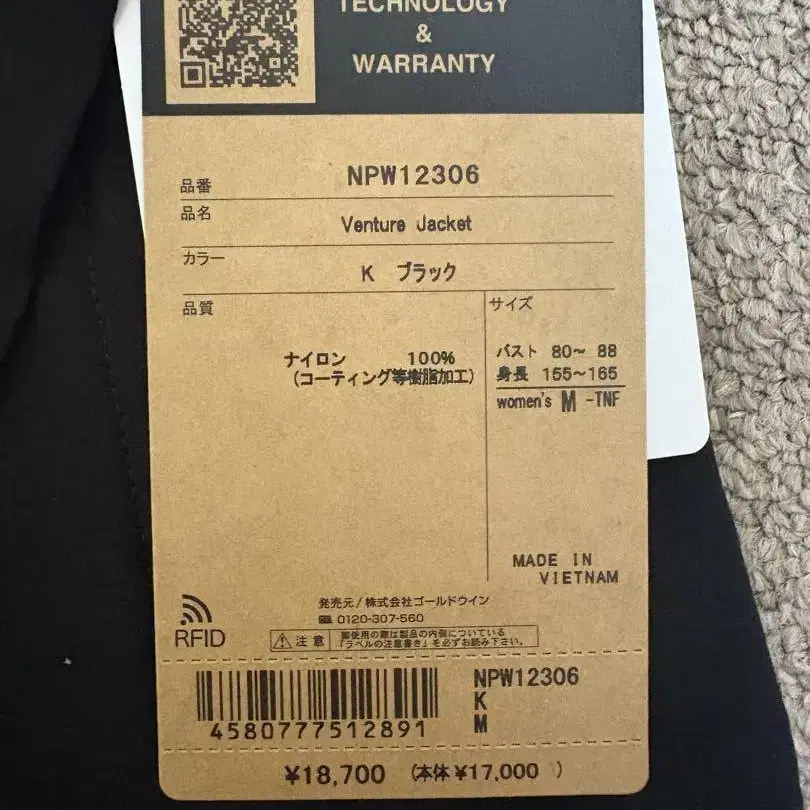 TECHNOLOGY
&
WARRANTY
品番 NPW12306
品名 Venture Jacket
カラー K ブラック
品質
ナイロン 100%
(コーティング等樹脂加工)
サイズ
バスト 80~ 88
身長 155~165
women's M -TNF
MADE IN
VIETNAM
RFID
発売元/株式会社ゴールドウイン
0120-307-560
注意
御使用の際は製品の内側についている
「ラベルの注意書き」を必ずお読み下さい。
4580777512891
NPW12306
K
M
¥18,700 (本体¥17,000 )